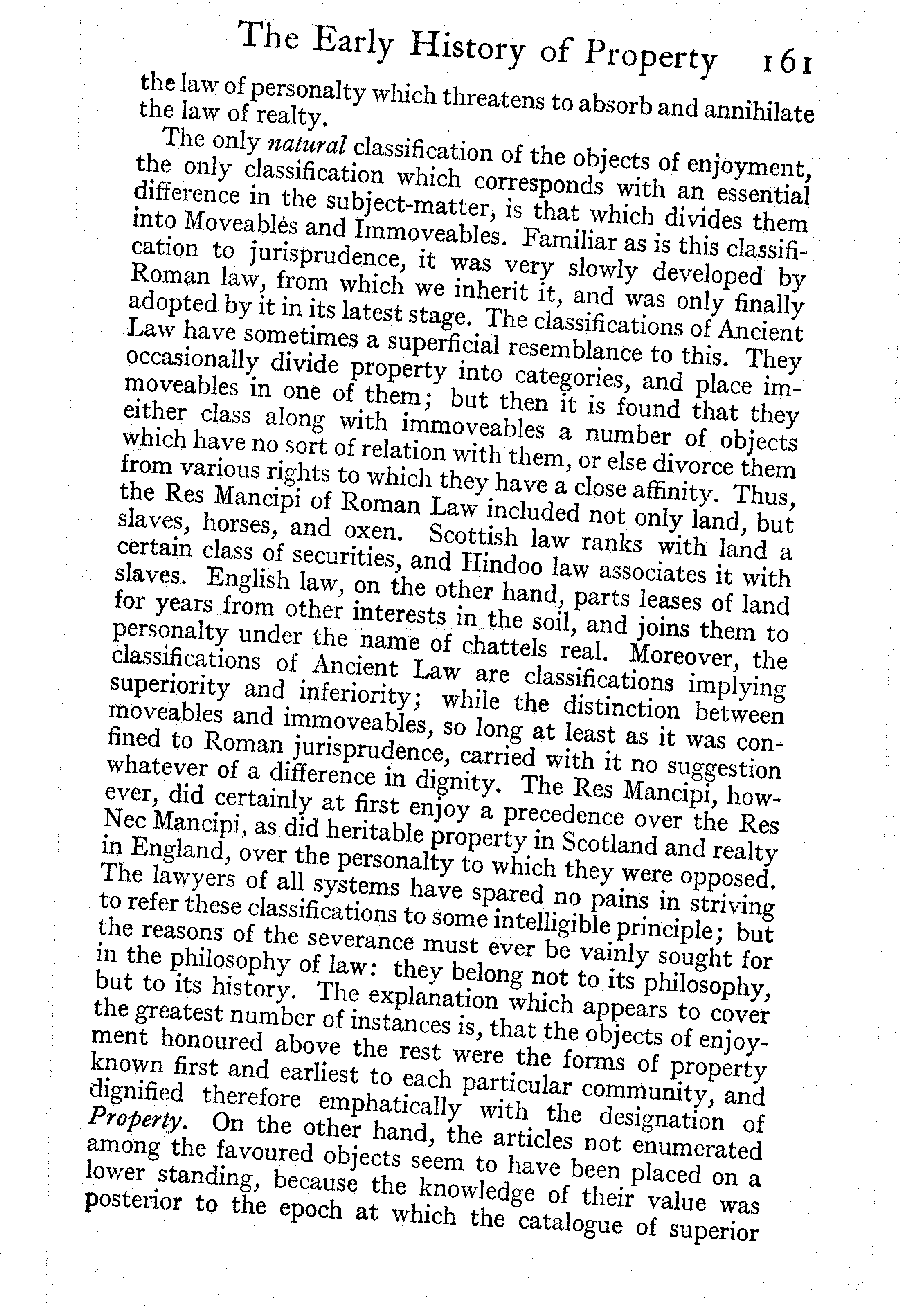 The Early History of Property 161
the law of personalty which threatens to absorb and annihilate
the law of realty.
The only natural classification of the objects of enjoyment,
the only classification which corresponds with an essential
difference in the subject-matter, is that which divides them
into Moveables and Immoveables. Familiar as is this classifi-
cation to jurisprudence, it was very slowly developed by
Roman law, from which we inherit it, and was only finally
adopted by it in its latest stage. The classifications of Ancient
Law have sometimes a superficial resemblance to this. They
occasionally divide property into categories, and place im-
moveables in one of them; but then it is found that they
either class along with immoveables a number of objects
which have no sort of relation with them, or else divorce them
from various rights to which they have a close affinity. Thus,
the Res Mancipi of Roman Law included not only land, but
slaves, horses, and oxen. Scottish law ranks with land a
certain class of securities, and Hindoo law associates it with
slaves. English law, on the other hand, parts leases of land
for years from other interests in the soil, and joins them to
personalty under the name of chattels real. Moreover, the
classifications of Ancient Law are classifications implying
superiority and inferiority; while the distinction between
moveables and immoveables, so long at least as it was con-
fined to Roman jurisprudence, carried with it no suggestion
whatever of a difference in dignity. The Res Mancipi, how-
ever, did certainly at first enjoy a precedence over the Res
Nec Mancipi, as did heritable property in Scotland and realty
in England, over the personalty to which they were opposed.
The lawyers of all systems have spared no pains in striving
to refer these classifications to some intelligible principle; but
the reasons of the severance must ever be vainly sought for
in the philosophy of law: they belong not to its philosophy,
but to its history. The explanation which appears to cover
the greatest number of instances is, that the objects of enjoy-
ment honoured above the rest were the forms of property
known first and earliest to each particular community, and
dignified therefore emphatically with the designation of
Property. On the other hand, the articles not enumerated
among the favoured objects seem to have been placed on a
lower standing, because the knowledge of their value was
posterior to the epoch at which the catalogue of superior